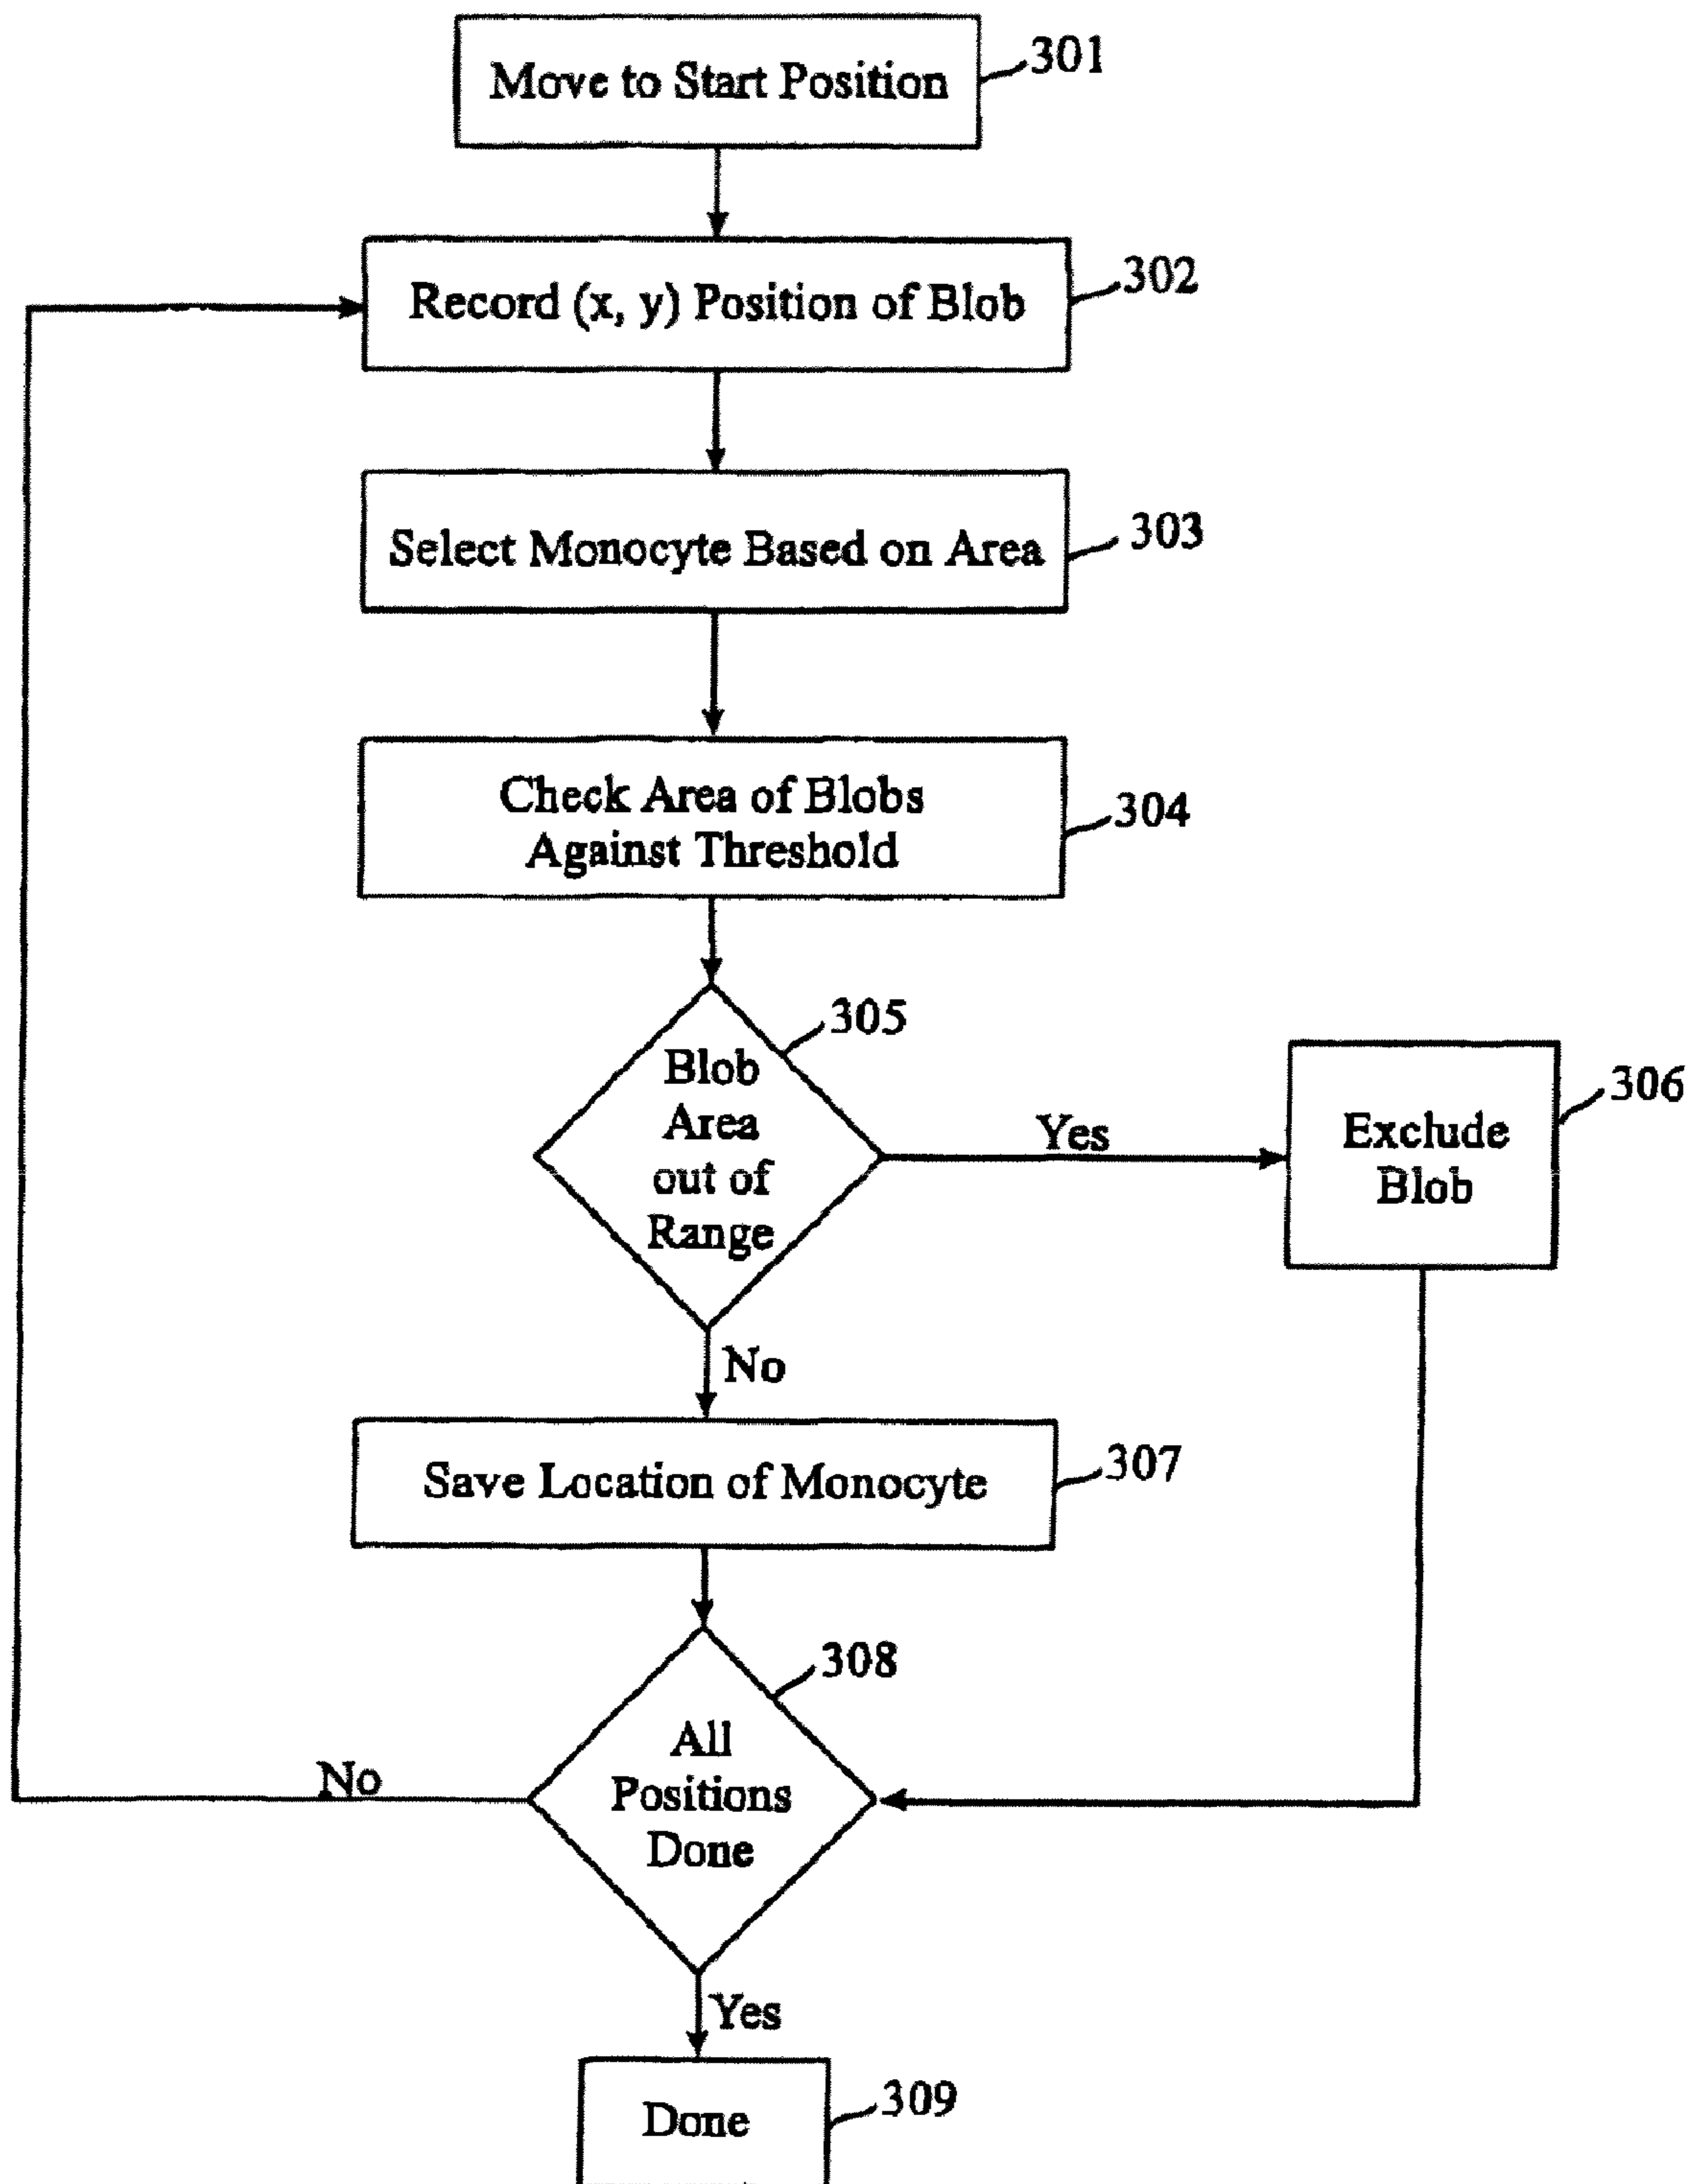 Move to Start Position
301
Record (x, y) Position of Blob
302
Select Monocyte Based on Area
303
Check Area of Blobs
Against Threshold
304
305
Blob
Area
out of
Range
Yes
306
Exclude
Blob
No
Save Location of Monocyte
307
308
All
Positions
Done
No
Yes
Done
309